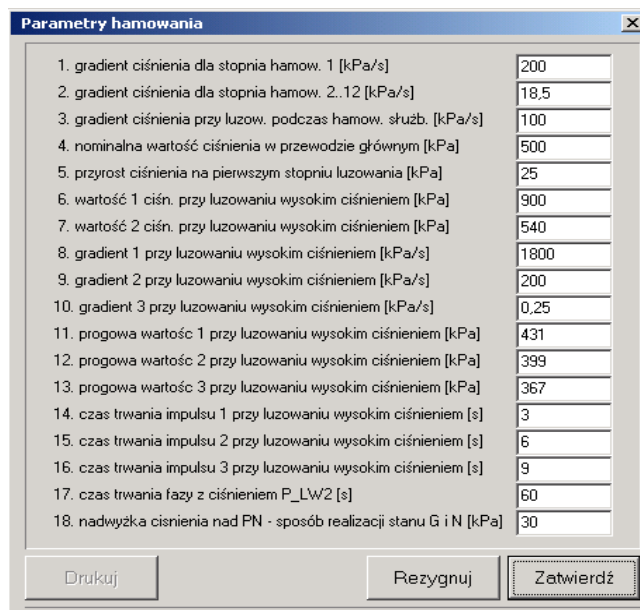 Parametry hamowania
1. gradient ciśnienia dla stopnia hamow. 1 [kPa/s] 200
2. gradient ciśnienia dla stopnia hamow. 2..12 [kPa/s] 18,5
3. gradient ciśnienia przy luzow. podczas hamow. służb. [kPa/s] 100
4. nominalna wartość ciśnienia w przewodzie głównym [kPa] 500
5. przyrost ciśnienia na pierwszym stopniu luzowania [kPa] 25
6. wartość 1 ciśn. przy luzowaniu wysokim ciśnieniem [kPa] 900
7. wartość 2 ciśn. przy luzowaniu wysokim ciśnieniem [kPa] 540
8. gradient 1 przy luzowaniu wysokim ciśnieniem [kPa/s] 1800
9. gradient 2 przy luzowaniu wysokim ciśnieniem [kPa/s] 200
10. gradient 3 przy luzowaniu wysokim ciśnieniem [kPa/s] 0,25
11. progowa wartośc 1 przy luzowaniu wysokim ciśnieniem [kPa] 431
12. progowa wartośc 2 przy luzowaniu wysokim ciśnieniem [kPa] 399
13. progowa wartośc 3 przy luzowaniu wysokim ciśnieniem [kPa] 367
14. czas trwania impulsu 1 przy luzowaniu wysokim ciśnieniem [s] 3
15. czas trwania impulsu 2 przy luzowaniu wysokim ciśnieniem [s] 6
16. czas trwania impulsu 3 przy luzowaniu wysokim ciśnieniem [s] 9
17. czas trwania fazy z ciśnieniem P_LW2 [s] 60
18. nadwyżka cisnienia nad PN - sposób realizacji stanu G i N [kPa] 30
Drukuj Rezygnuj Zatwierdź